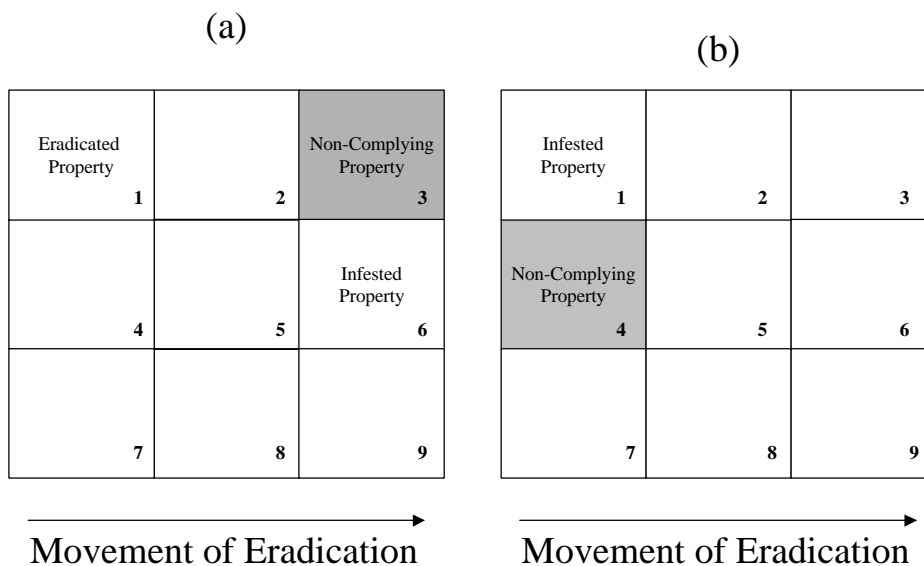 (a)
Eradicated
Property
1
2
Non-Complying
Property
3
4
5
Infested
Property
6
7
8
9
Movement of Eradication
(b)
Infested
Property
1
2
3
Non-Complying
Property
4
5
6
7
8
9
Movement of Eradication